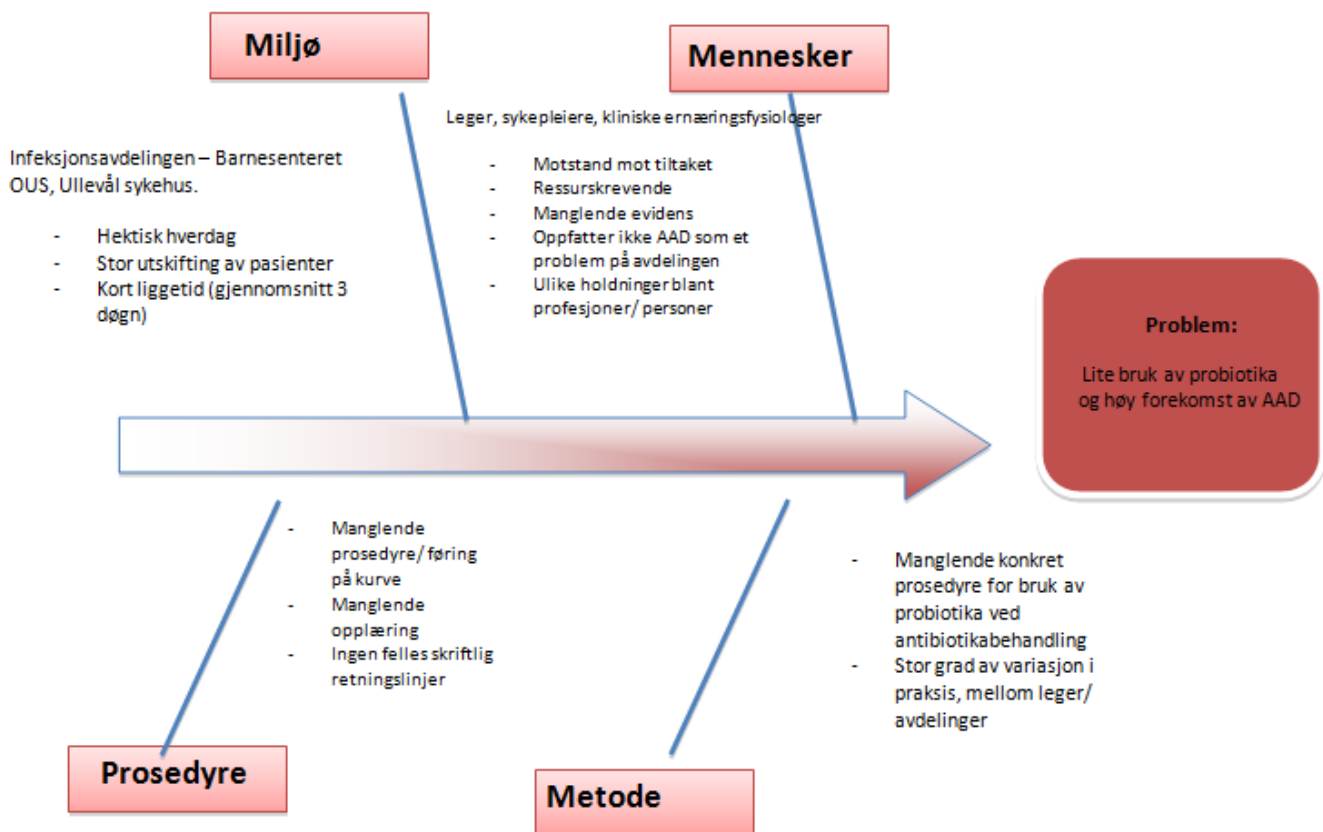 Miljø
Mennesker
Infeksjonsavdelingen – Barnesenteret
OUS, Ullevål sykehus.
- Hektisk hverdag
- Stor utskifting av pasienter
- Kort liggetid (gjennomsnitt 3
døgn)
Leger, sykepleiere, kliniske ernæringsfysiologer
- Motstand mot tiltaket
- Ressurskrevende
- Manglende evidens
- Oppfatter ikke AAD som et
problem på avdelingen
- Ulike holdninger blant
profesjoner/ personer
Problem:
Lite bruk av probiotika
og høy forekomst av AAD
- Manglende
prosedyre/ føring
på kurve
- Manglende
opplæring
- Ingen felles skriftlig
retningslinjer
- Manglende konkret
prosedyre for bruk av
probiotika ved
antibiotikabehandling
- Stor grad av variasjon i
praksis, mellom leger/
avdelinger
Prosedyre
Metode